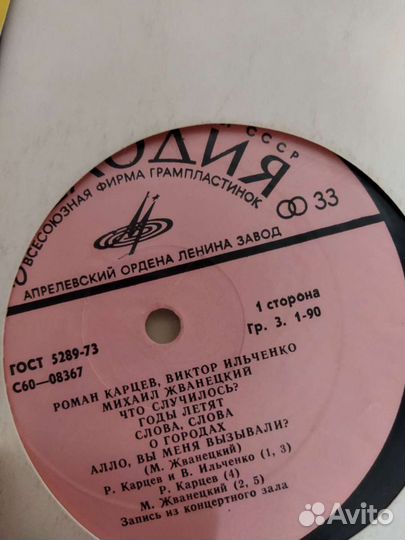 СССР
ОДИЯ
ВСЕСОЮЗНАЯ ФИРМА ГРАМПЛАСТИНОК
33
АПРЕЛЕВСКИЙ ОРДЕНА ЛЕНИНА ЗАВОД
ГОСТ 5289-73
С60—08367
1 сторона
Гр. 3. 1-90
РОМАН КАРЦЕВ, ВИКТОР ИЛЬЧЕНКО
МИХАИЛ ЖВАНЕЦКИЙ
ЧТО СЛУЧИЛОСЬ?
ГОДЫ ЛЕТЯТ
СЛОВА, СЛОВА
О ГОРОДАХ
АЛЛО, ВЫ МЕНЯ ВЫЗЫВАЛИ?
(М. Жванецкий)
Р. Карцев и В. Ильченко (1, 3)
Р. Карцев (4)
М. Жванецкий (2, 5)
Запись из концертного зала
Avito